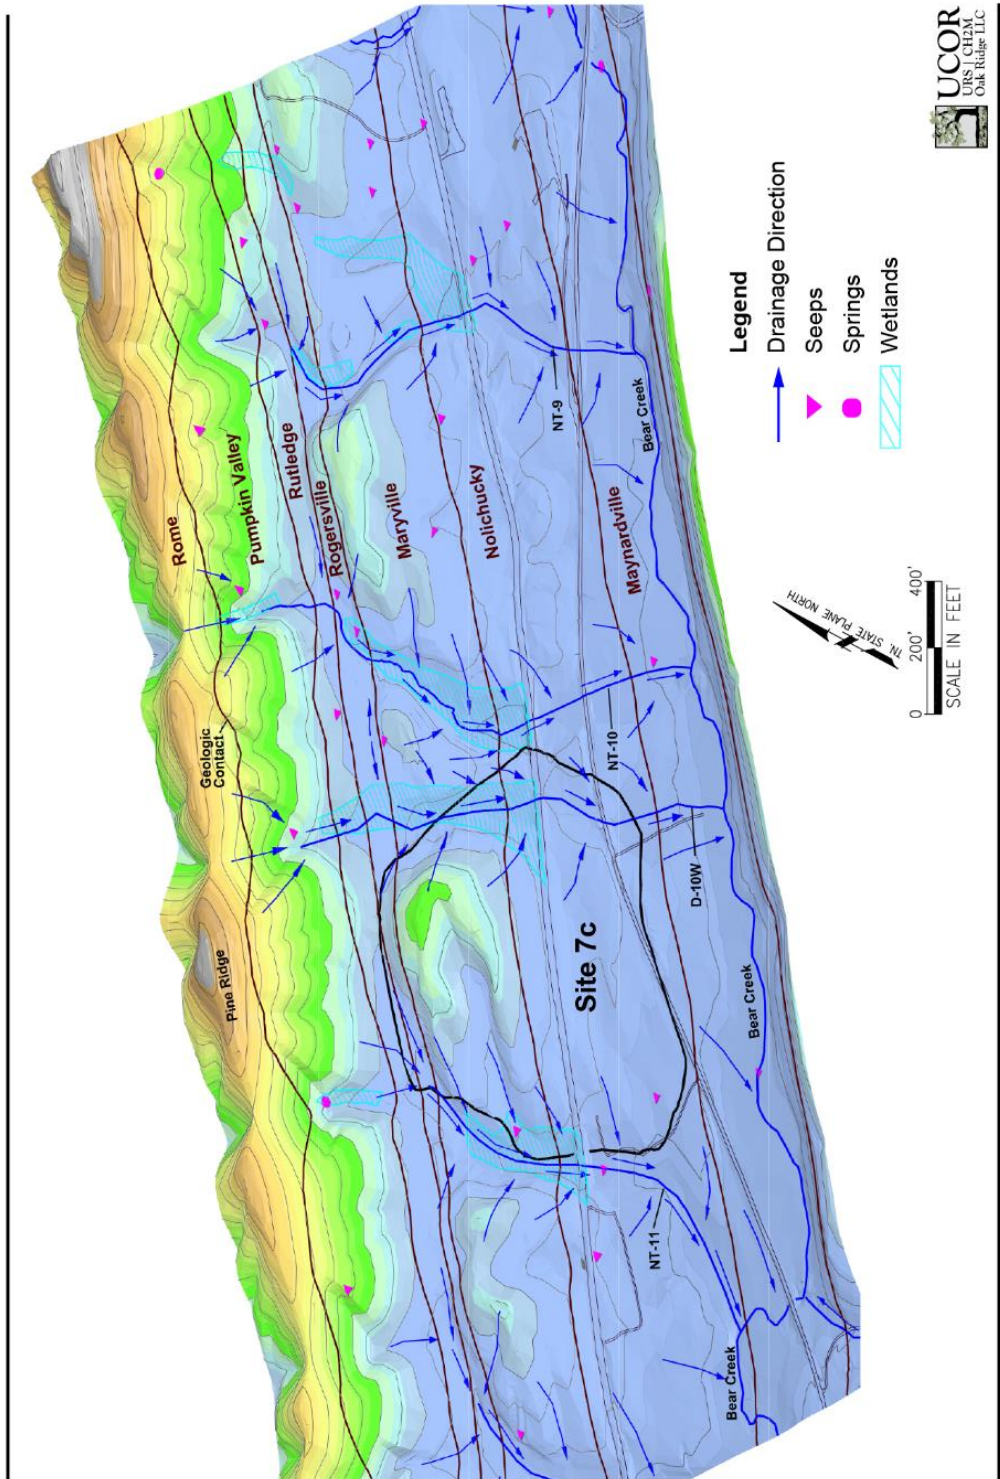 UCOR
URS | CH2M
Oak Ridge LLC
Legend
Drainage Direction
Seeps
Springs
Wetlands
Rome
Pumpkin Valley
Rutledge
Rogersville
Maryville
Nolichucky
Maynardville
NT-9
Bear Creek
Geologic
Contact
NT-10
D-10W
Pine Ridge
Site 7c
Bear Creek
NT-11
Bear Creek
TN. STATE PLANE NORTH
0 200' 400'
SCALE IN FEET